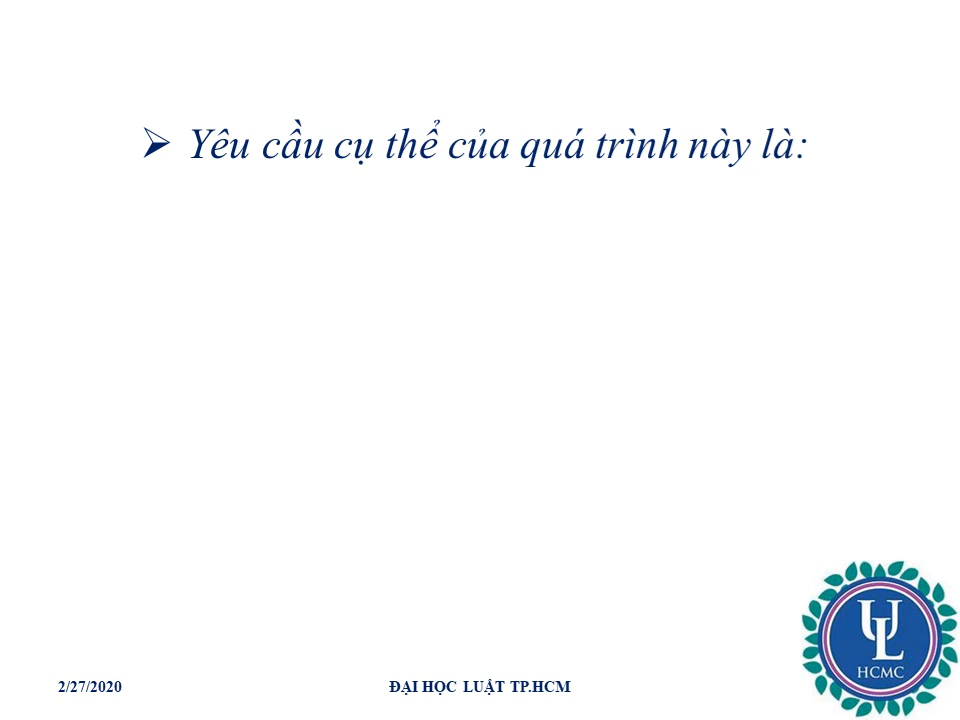 Yêu cầu cụ thể của quá trình này là:
UL
HCMC
2/27/2020
ĐẠI HỌC LUẬT TP.HCM